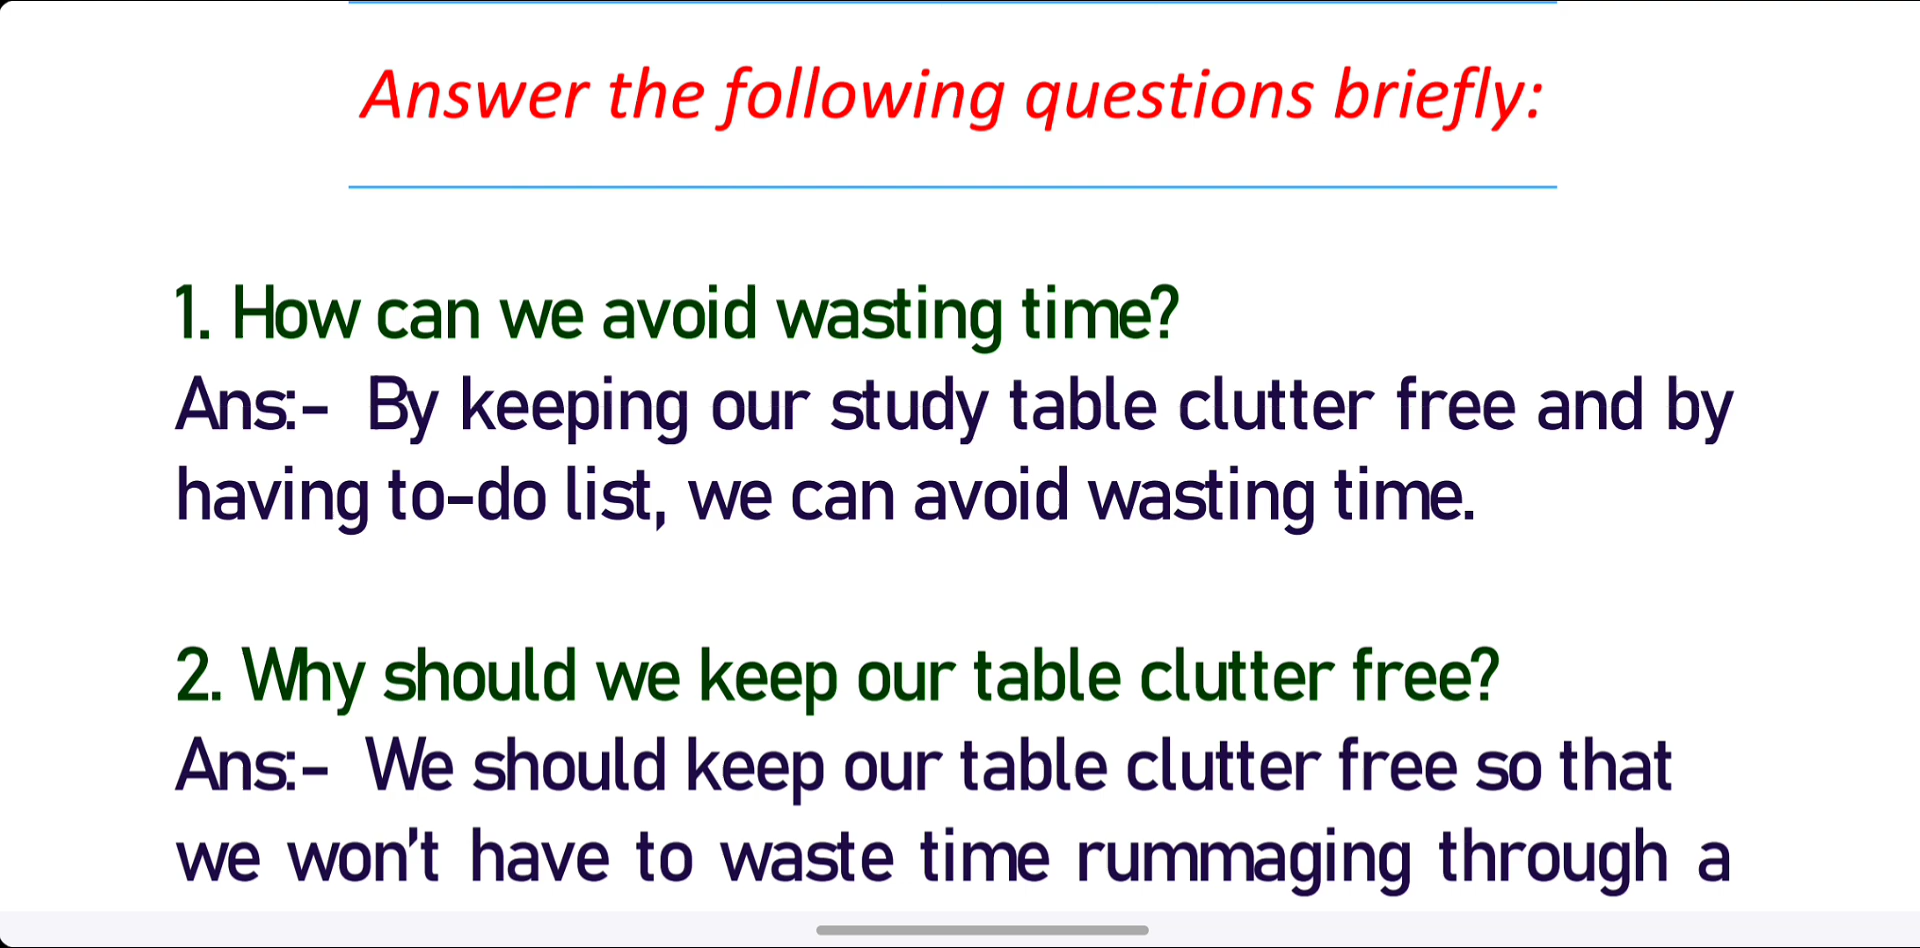 Answer the following questions briefly:
1. How can we avoid wasting time?
Ans:- By keeping our study table clutter free and by
having to-do list, we can avoid wasting time.
2. Why should we keep our table clutter free?
Ans:- We should keep our table clutter free so that
we won't have to waste time rummaging through a